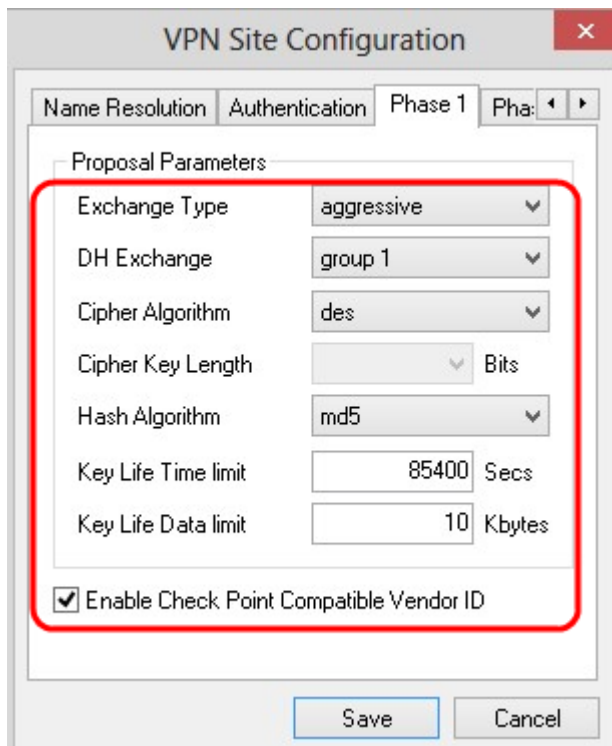 VPN Site Configuration
Name Resolution Authentication Phase 1
Proposal Parameters
Exchange Type aggressive
DH Exchange group 1
Cipher Algorithm des
Cipher Key Length Bits
Hash Algorithm md5
Key Life Time limit 85400 Secs
Key Life Data limit 10 Kbytes
Enable Check Point Compatible Vendor ID
Save Cancel